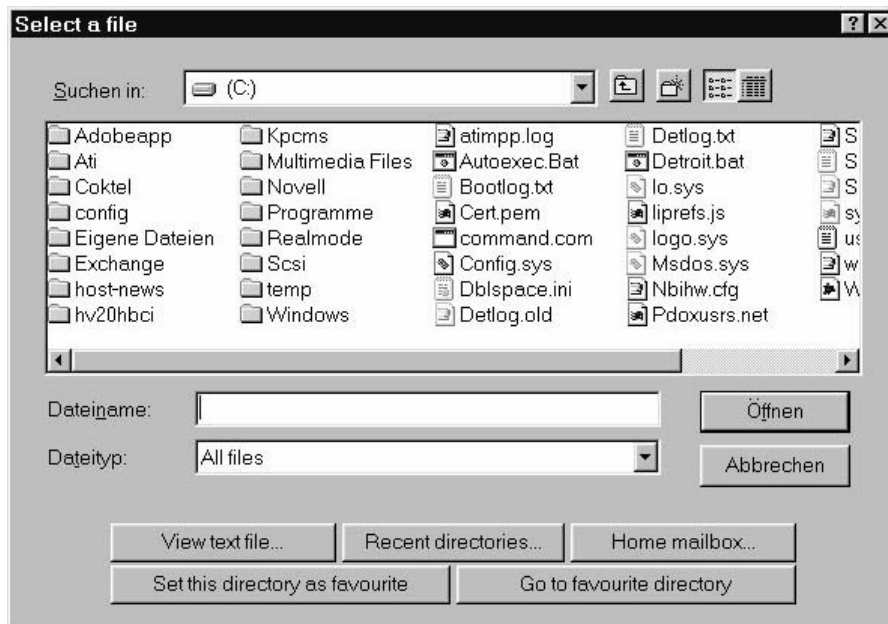 Select a file
Suchen in: (C:)
Adobeapp Kpcms atimpp.log Detlog.txt S
Ati Multimedia Files Autoexec.Bat Detroit.bat S
Coktel Novell Bootlog.txt Io.sys S
config Programme Cert.pem liprefs.js sy
Eigene Dateien Realmode command.com logo.sys us
Exchange Scsi Config.sys Msdos.sys w
host-news temp Dblspace.ini Nbihw.cfg W
hv20hbci Windows Detlog.old Pdoxusrs.net
Dateiname: Öffnen
Dateityp: All files Abbrechen
View text file... Recent directories... Home mailbox...
Set this directory as favourite Go to favourite directory